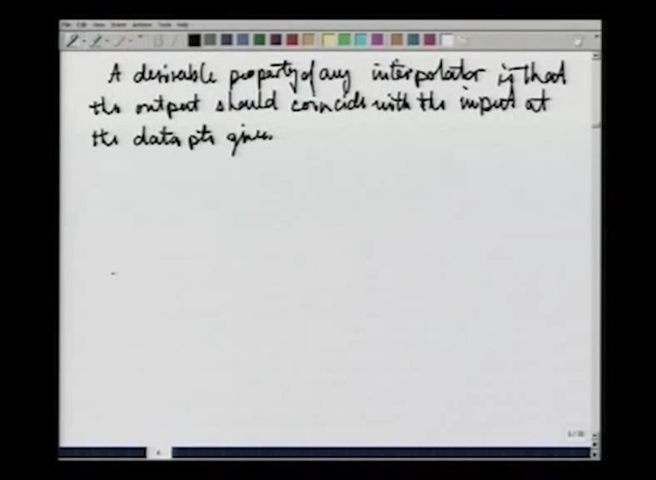 A desirable property of any interpolator is that
the output should coincide with the input at
the data pts given.